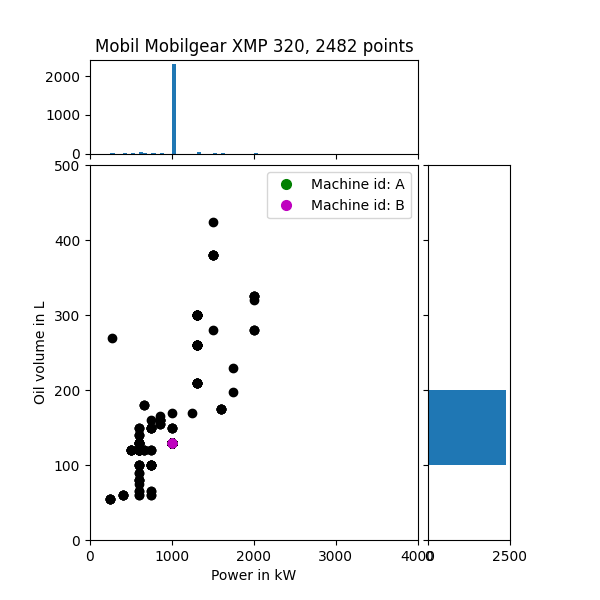 Mobil Mobilgear XMP 320, 2482 points
2000
1000
0
500
400
300
200
100
0
Oil volume in L
Machine id: A
Machine id: B
0 1000 2000 3000 4000
Power in kW
0 2500